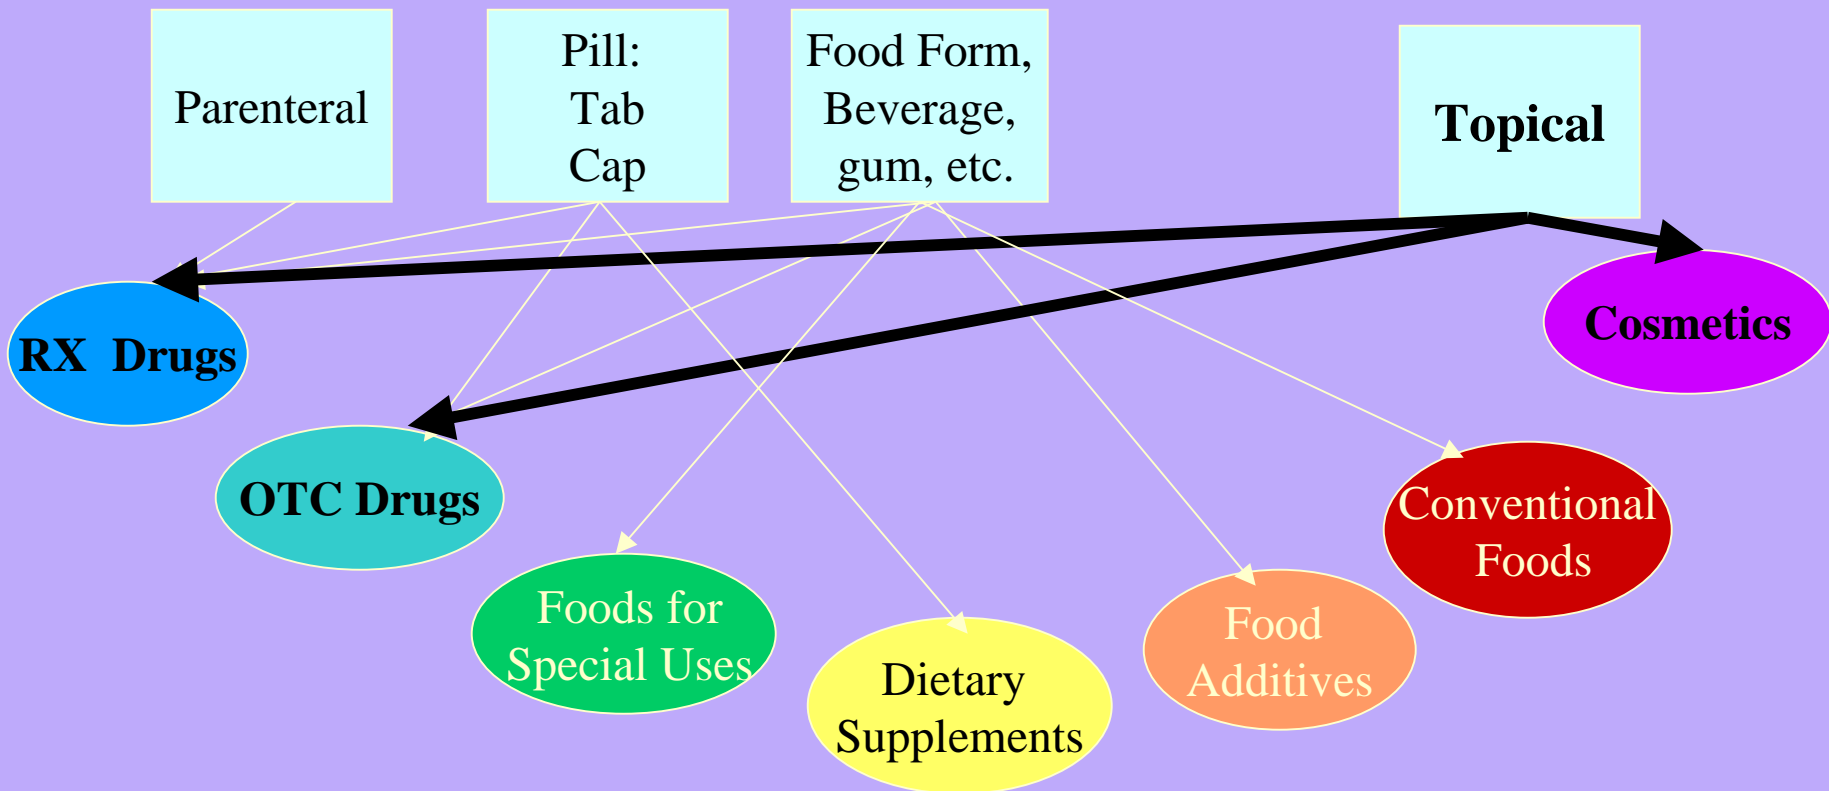 Parenteral
Pill:
Tab
Cap
Food Form,
Beverage,
gum, etc.
Topical
RX  Drugs
Cosmetics
OTC Drugs
Conventional
Foods
Foods for
Special Uses
Food
Additives
Dietary
Supplements